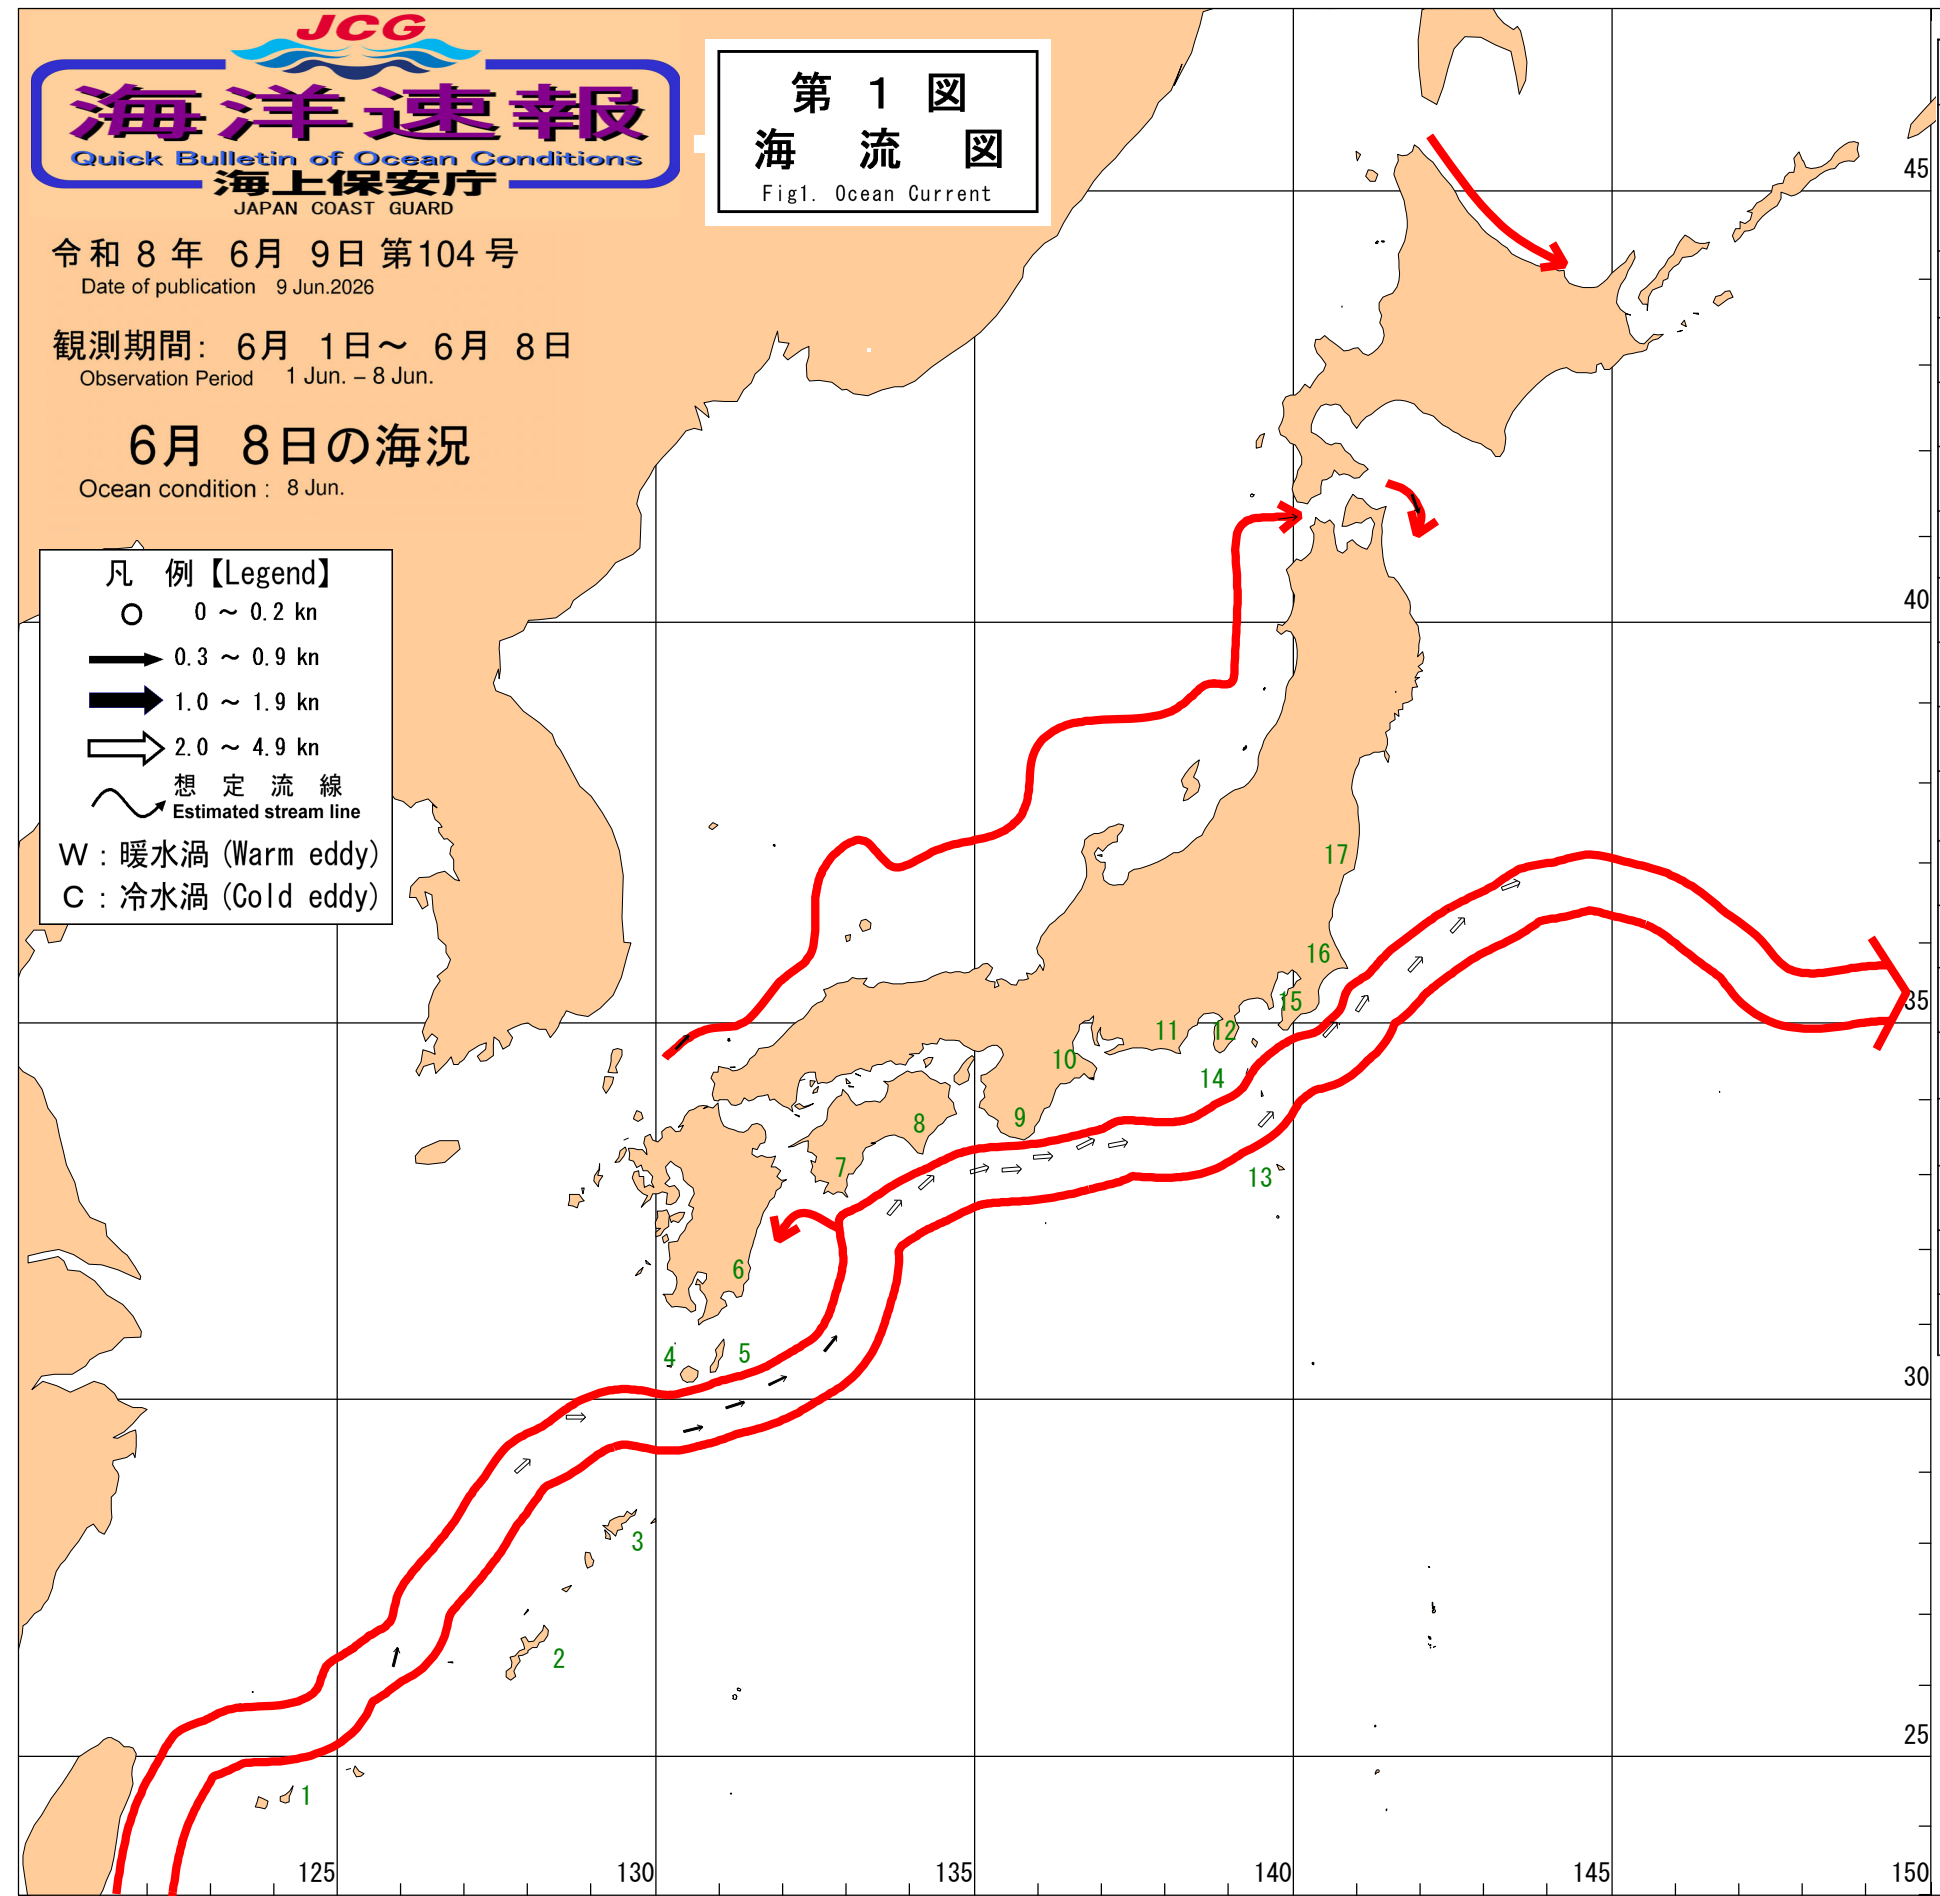 JCG
海洋速報
Quick Bulletin of Ocean Conditions
海上保安庁
JAPAN COAST GUARD
第 1 図
海 流 図
Fig1. Ocean Current
令和 8 年 6月 9日 第104号
Date of publication 9 Jun.2026
観測期間: 6月 1日～ 6月 8日
Observation Period 1 Jun. – 8 Jun.
6月 8日の海況
Ocean condition : 8 Jun.
凡 例【Legend】
0 ～ 0.2 kn
0.3 ～ 0.9 kn
1.0 ～ 1.9 kn
2.0 ～ 4.9 kn
想 定 流 線
Estimated stream line
W : 暖水渦 (Warm eddy)
C : 冷水渦 (Cold eddy)
45
40
17
16
35
15
11
12
10
14
9
8
7
13
6
5
4
30
3
2
25
1
125
130
135
140
145
150